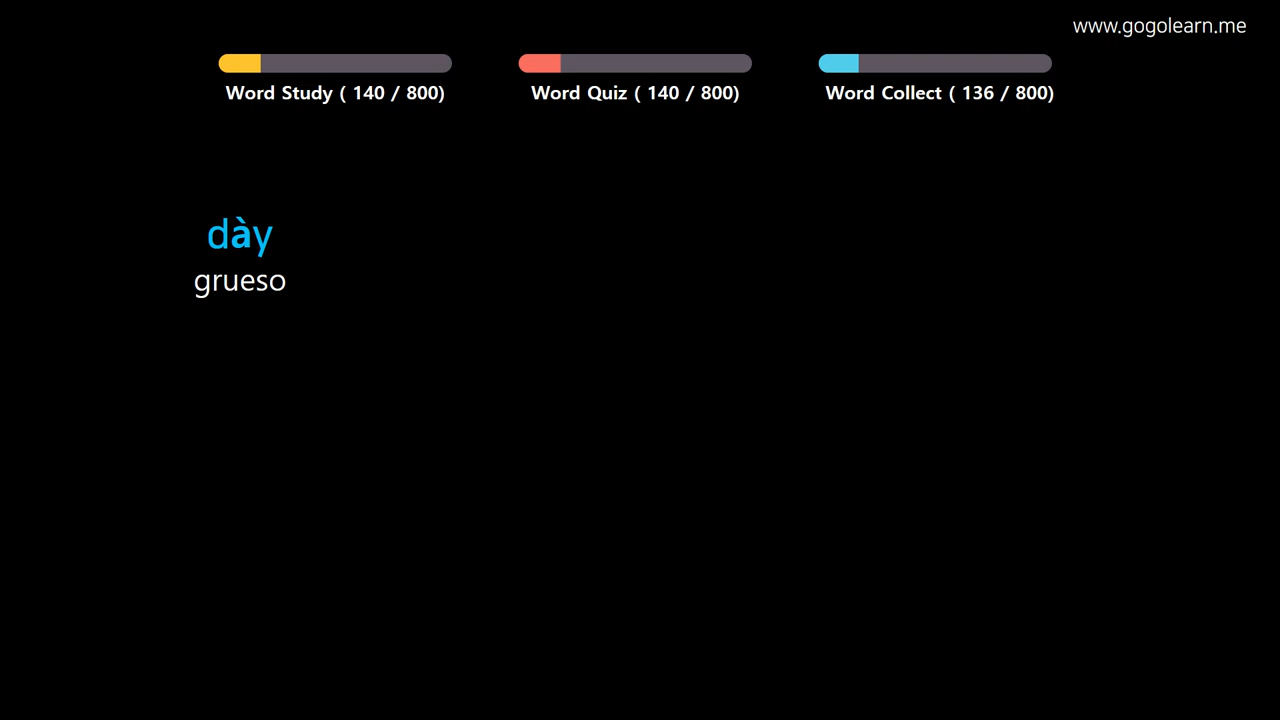 www.gogolearn.me
Word Study ( 140 / 800)
Word Quiz ( 140 / 800)
Word Collect ( 136 / 800)
dày
grueso